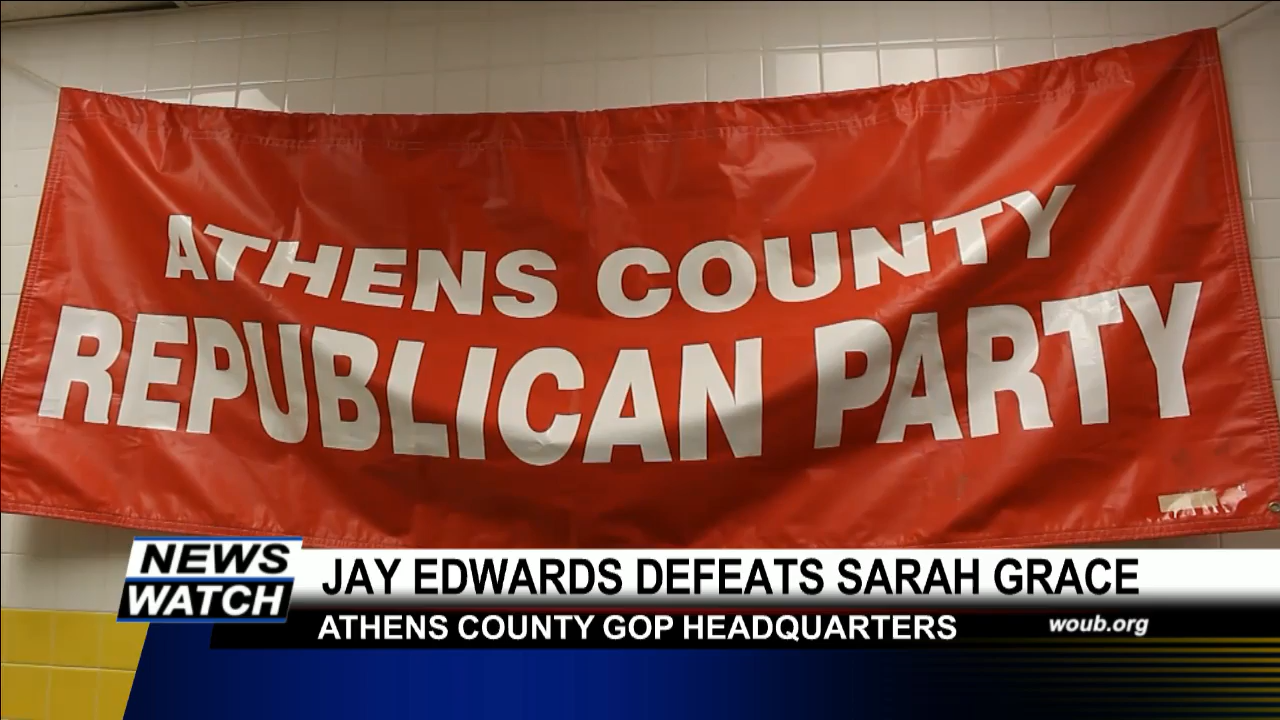 ATHENS COUNTY
REPUBLICAN PARTY
NEWS
WATCH
JAY EDWARDS DEFEATS SARAH GRACE
ATHENS COUNTY GOP HEADQUARTERS
woub.org